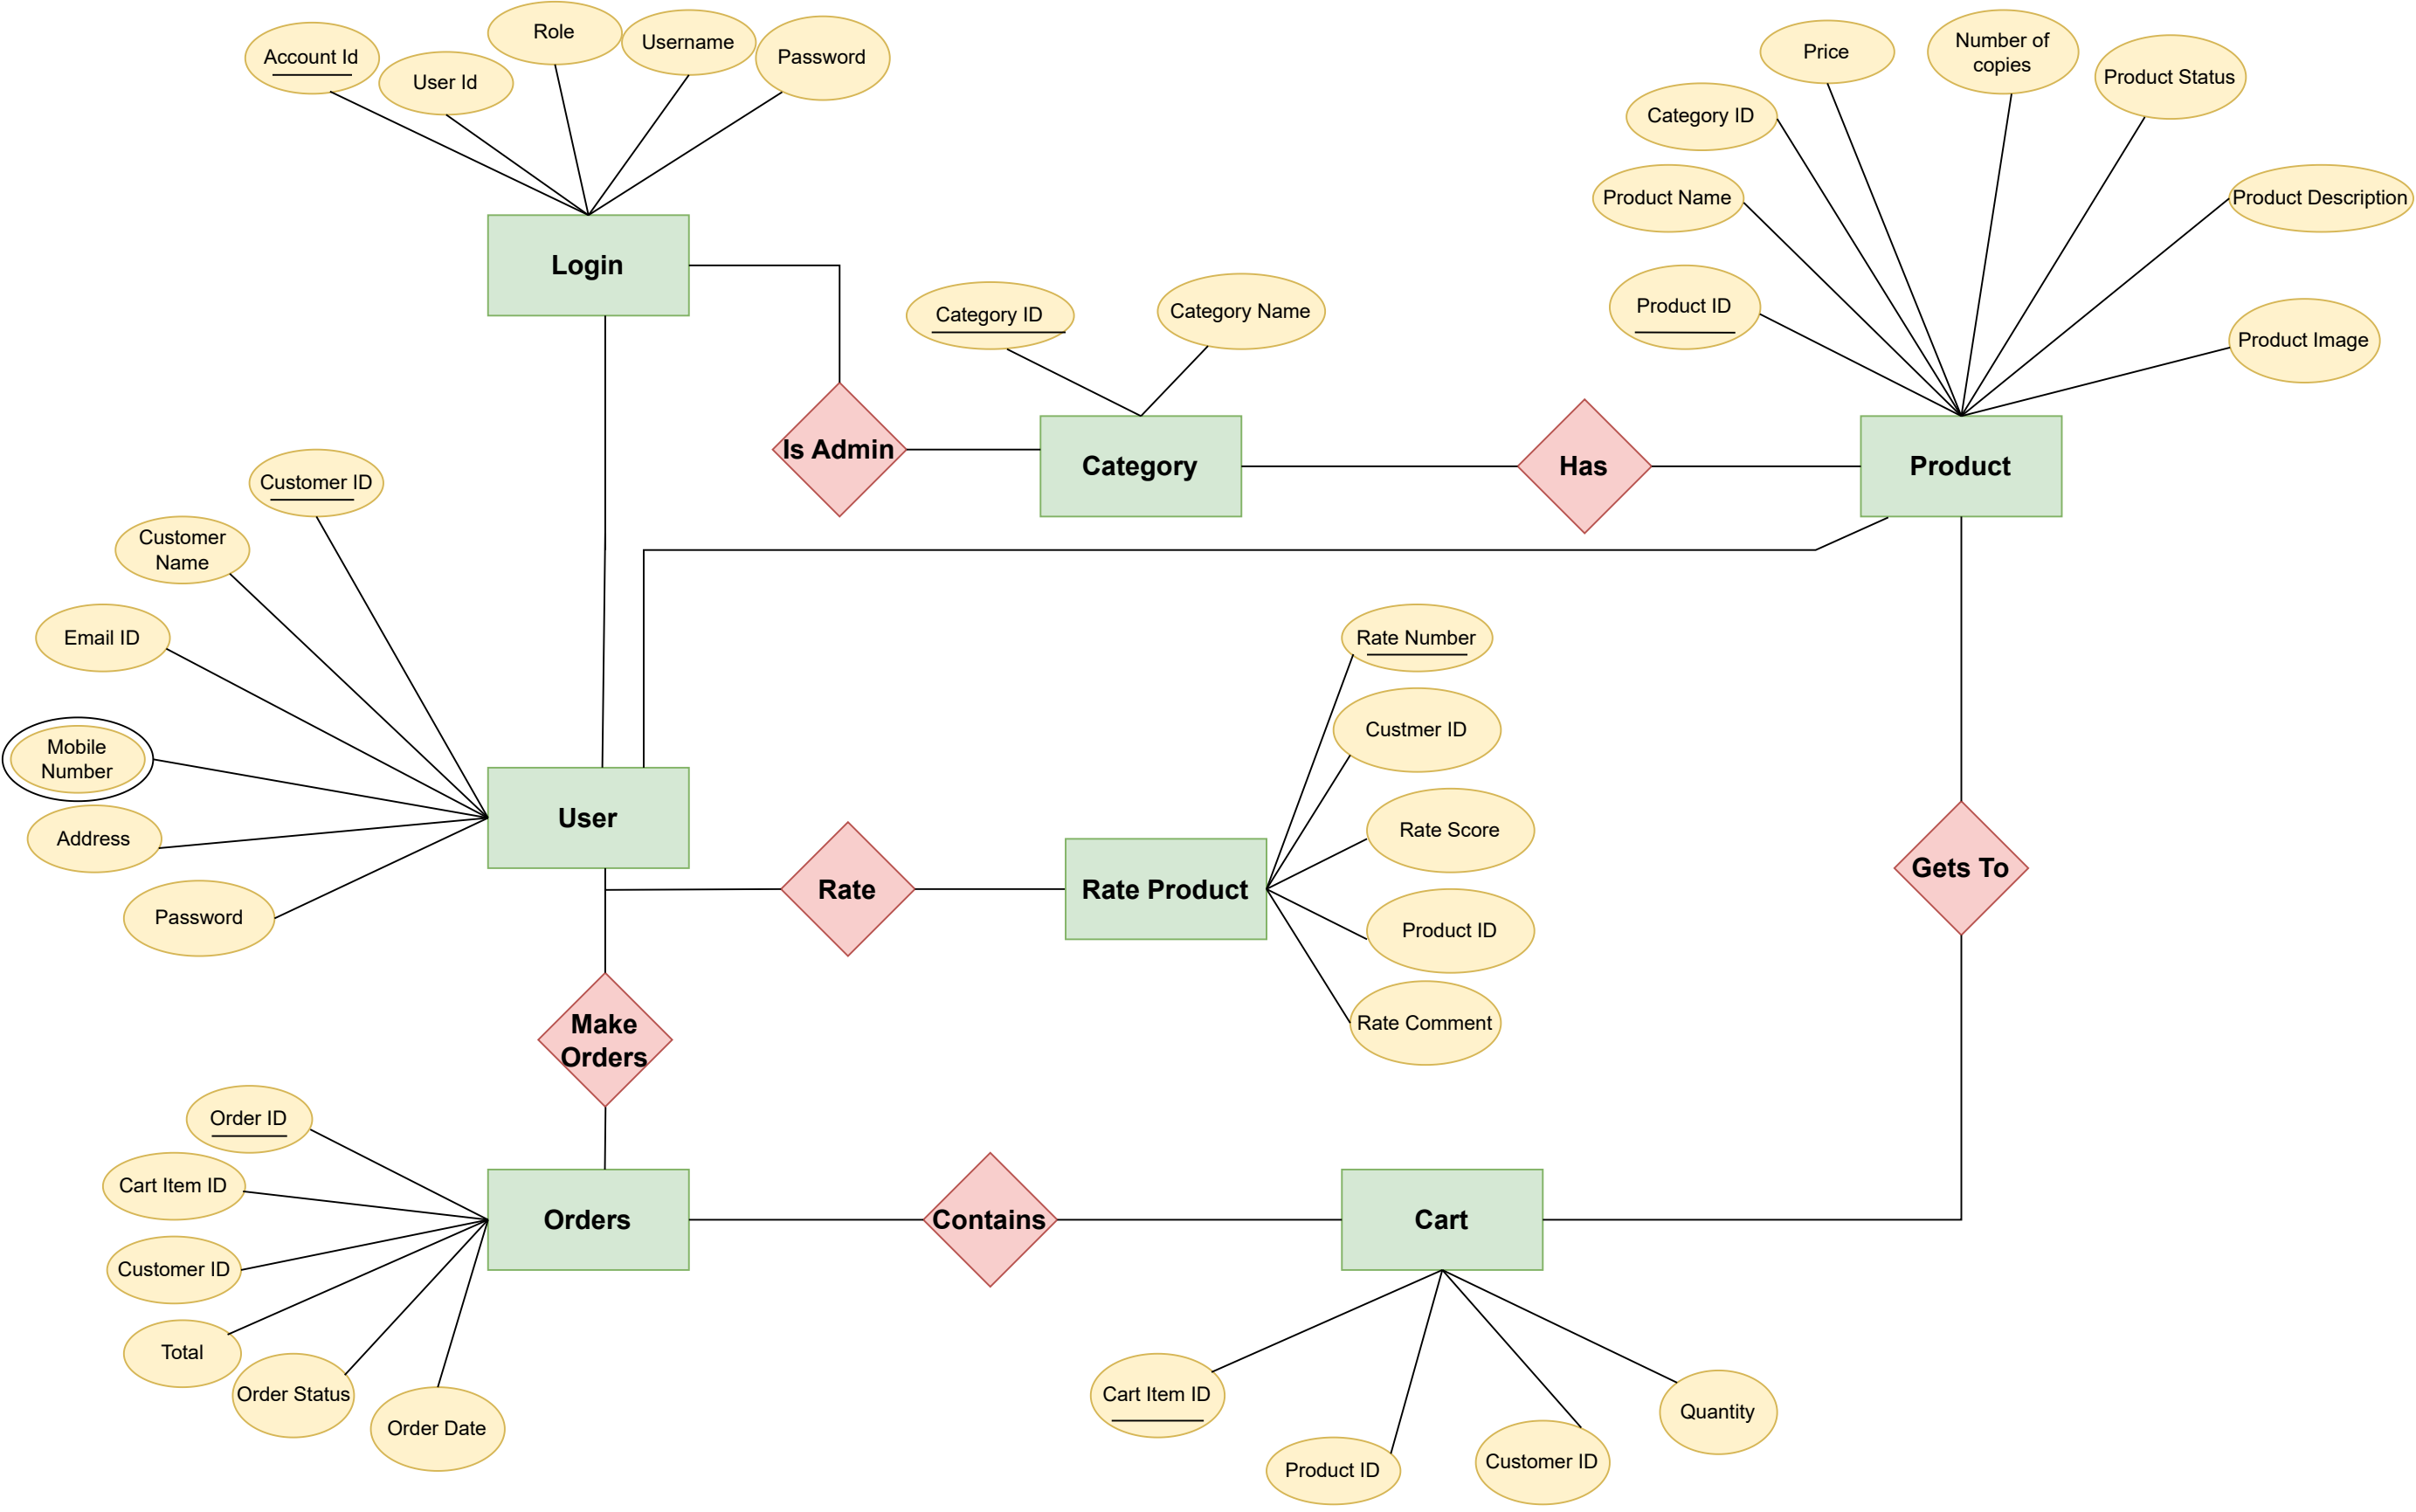 Account Id
User Id
Role
Username
Password
Price
Number of
copies
Product Status
Category ID
Product Name
Product Description
Product ID
Product Image
Login
Category ID
Category Name
Is Admin
Category
Has
Product
Customer ID
Customer
Name
Email ID
Mobile
Number
Address
Password
User
Rate
Rate Product
Rate Number
Custmer ID
Rate Score
Product ID
Rate Comment
Gets To
Make
Orders
Order ID
Cart Item ID
Customer ID
Total
Order Status
Order Date
Orders
Contains
Cart
Cart Item ID
Product ID
Customer ID
Quantity